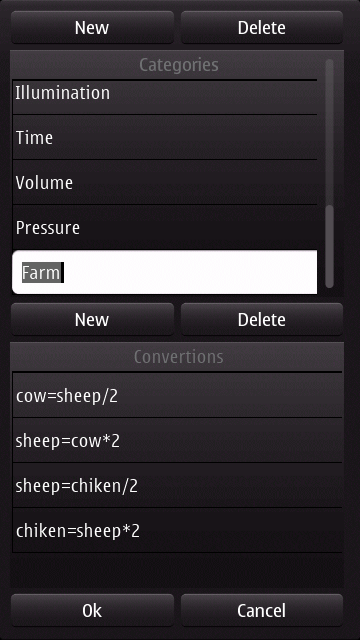 New Delete
Categories
Illumination
Time
Volume
Pressure
Farm
New Delete
Convertions
cow=sheep/2
sheep=cow*2
sheep=chiken/2
chiken=sheep*2
Ok Cancel